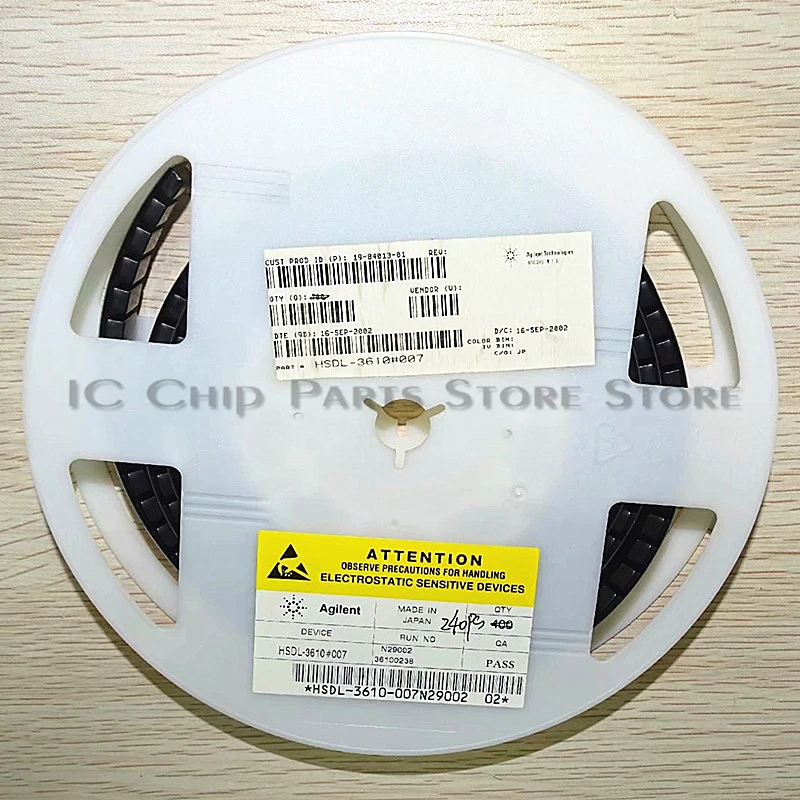 CUST PROD ID (P): 19-84013-01 REV:
Agilent Technologies
QTY (Q):
VENDOR (V):
DTE (9D): 16-SEP-2002
D/C: 16-SEP-2002
COLOR BIN:
IV BIN:
C/O: JP
PART # HSDL-3610#007
IC Chip Parts Store Store
ATTENTION
OBSERVE PRECAUTIONS FOR HANDLING
ELECTROSTATIC SENSITIVE DEVICES
Agilent
MADE IN
JAPAN
QTY
240PCS 400
DEVICE
RUN NO
QA
HSDL-3610#007
N29002
36100238
PASS
*HSDL-3610-007N29002 02*